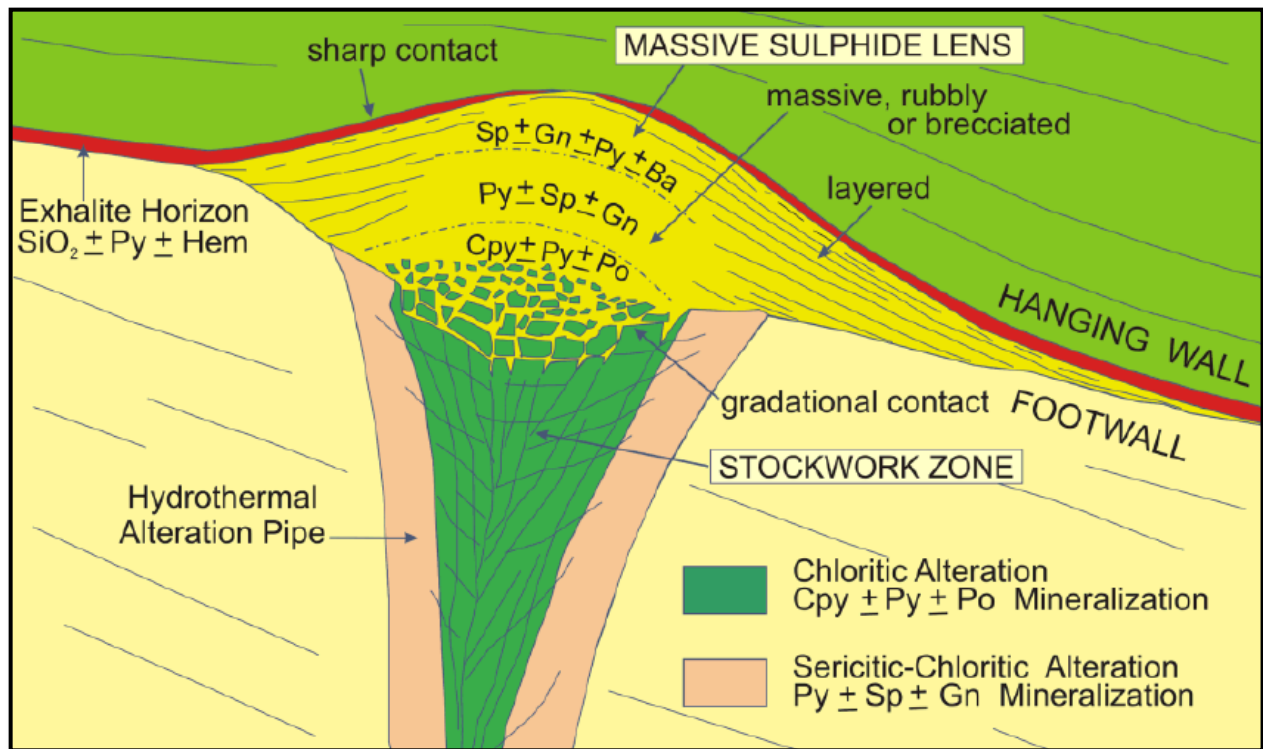 sharp contact
MASSIVE SULPHIDE LENS
massive, rubbly
or brecciated
Sp ± Gn ± Py ± Ba
layered
Py ± Sp ± Gn
Exhalite Horizon
SiO₂ ± Py ± Hem
Cpy ± Py ± Po
HANGING WALL
gradational contact
FOOTWALL
STOCKWORK ZONE
Hydrothermal
Alteration Pipe
Chloritic Alteration
Cpy ± Py ± Po Mineralization
Sericitic-Chloritic Alteration
Py ± Sp ± Gn Mineralization